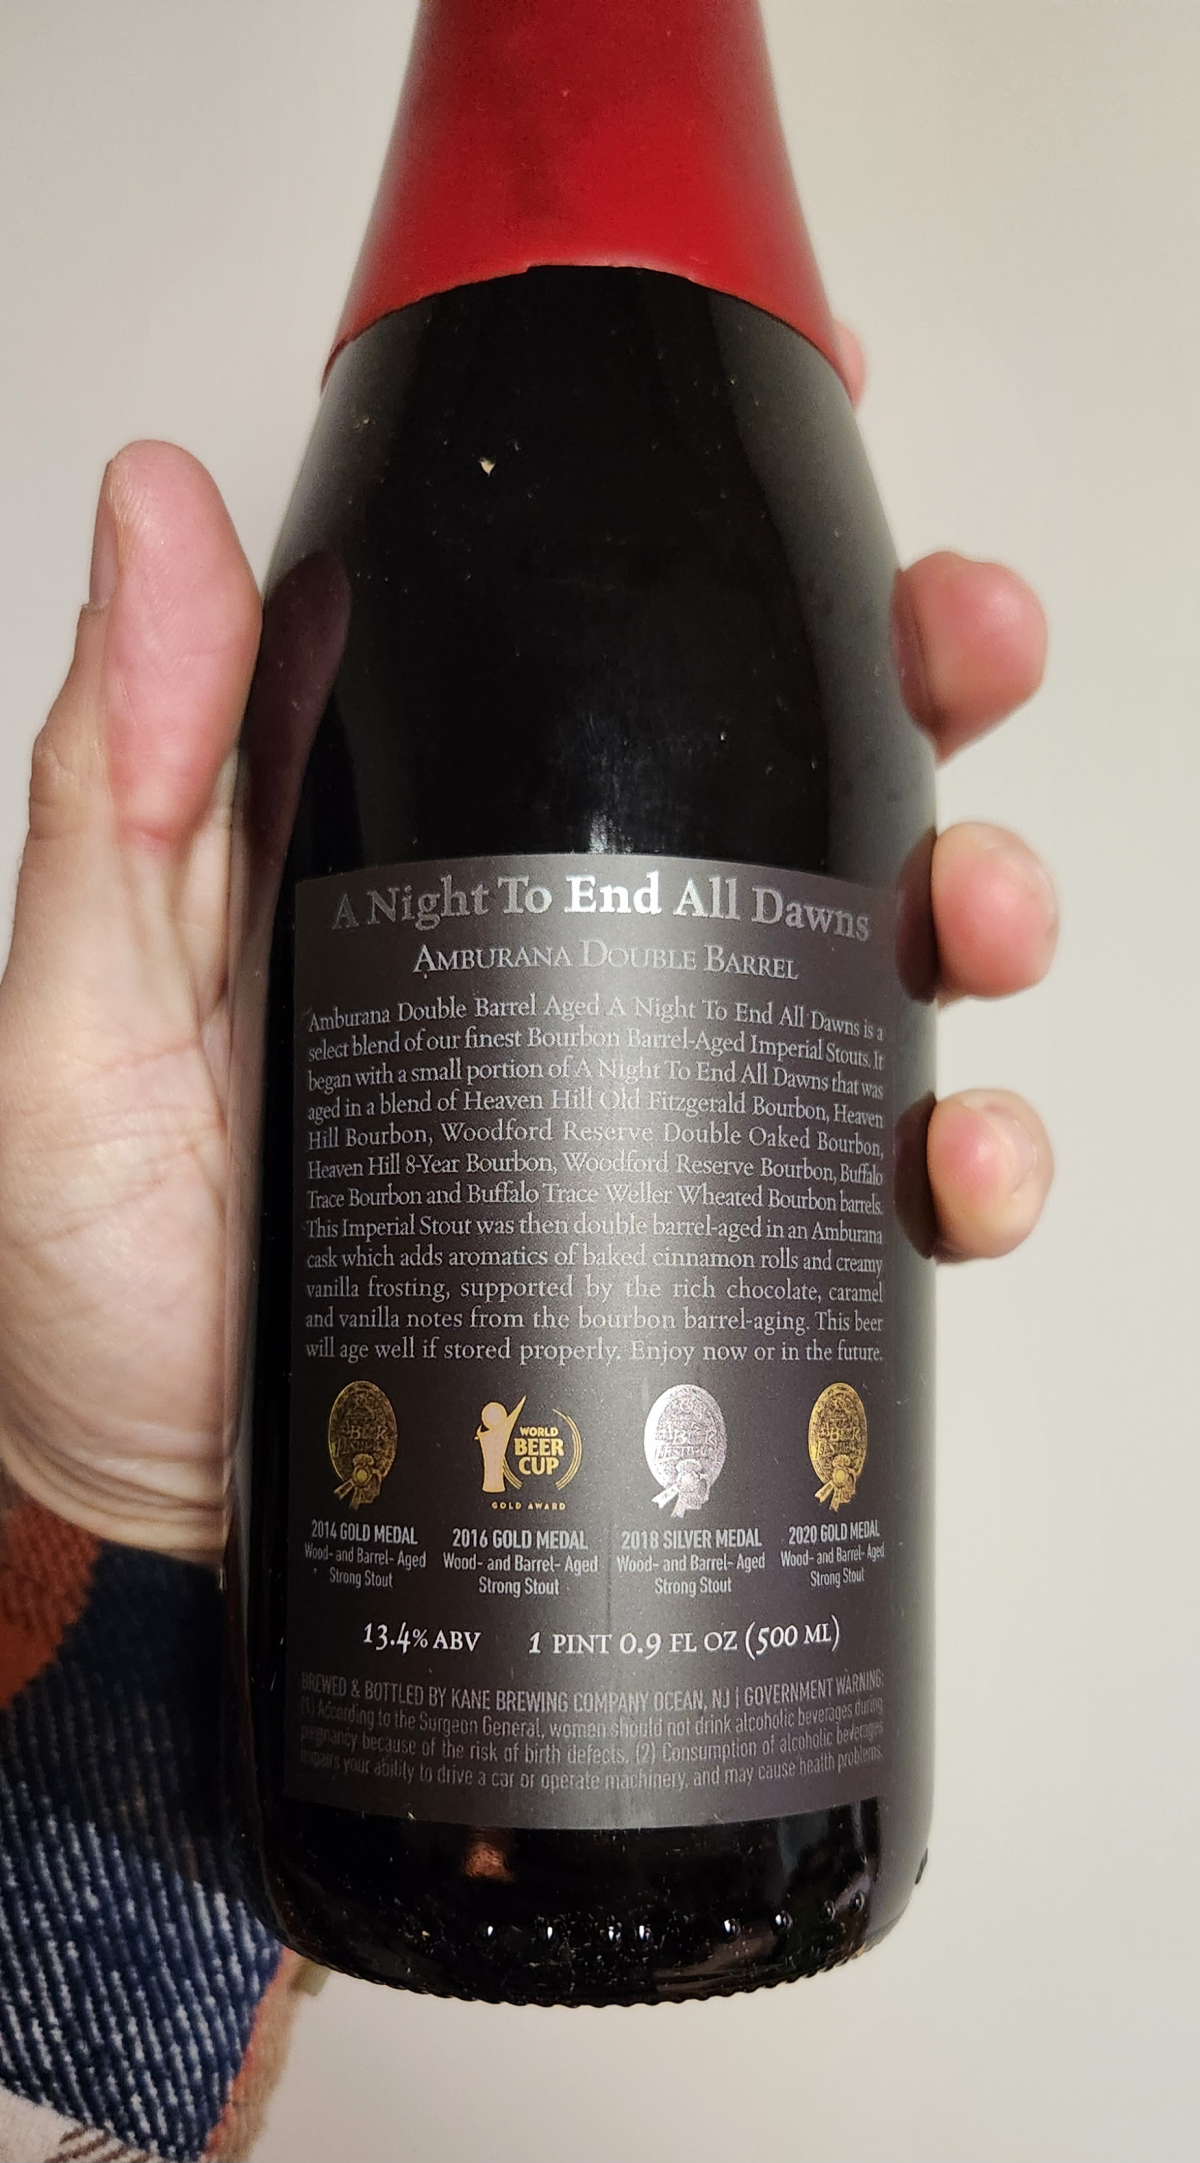 A Night To End All Dawns
Amburana Double Barrel
Amburana Double Barrel Aged A Night To End All Dawns is a
select blend of our finest Bourbon Barrel-Aged Imperial Stouts. It
began with a small portion of A Night To End All Dawns that was
aged in a blend of Heaven Hill Old Fitzgerald Bourbon, Heaven
Hill Bourbon, Woodford Reserve Double Oaked Bourbon,
Heaven Hill 8-Year Bourbon, Woodford Reserve Bourbon, Buffalo
Trace Bourbon and Buffalo Trace Weller Wheated Bourbon barrels.
This Imperial Stout was then double barrel-aged in an Amburana
cask which adds aromatics of baked cinnamon rolls and creamy
vanilla frosting, supported by the rich chocolate, caramel
and vanilla notes from the bourbon barrel-aging. This beer
will age well if stored properly. Enjoy now or in the future.
WORLD
BEER
CUP
GOLD AWARD
2014 GOLD MEDAL
Wood- and Barrel- Aged
Strong Stout
2016 GOLD MEDAL
Wood- and Barrel- Aged
Strong Stout
2018 SILVER MEDAL
Wood- and Barrel- Aged
Strong Stout
2020 GOLD MEDAL
Wood- and Barrel- Aged
Strong Stout
13.4% ABV 1 PINT 0.9 FL OZ (500 ML)
BREWED & BOTTLED BY KANE BREWING COMPANY OCEAN, NJ | GOVERNMENT WARNING:
(1) According to the Surgeon General, women should not drink alcoholic beverages during
pregnancy because of the risk of birth defects. (2) Consumption of alcoholic beverages
impairs your ability to drive a car or operate machinery, and may cause health problems.